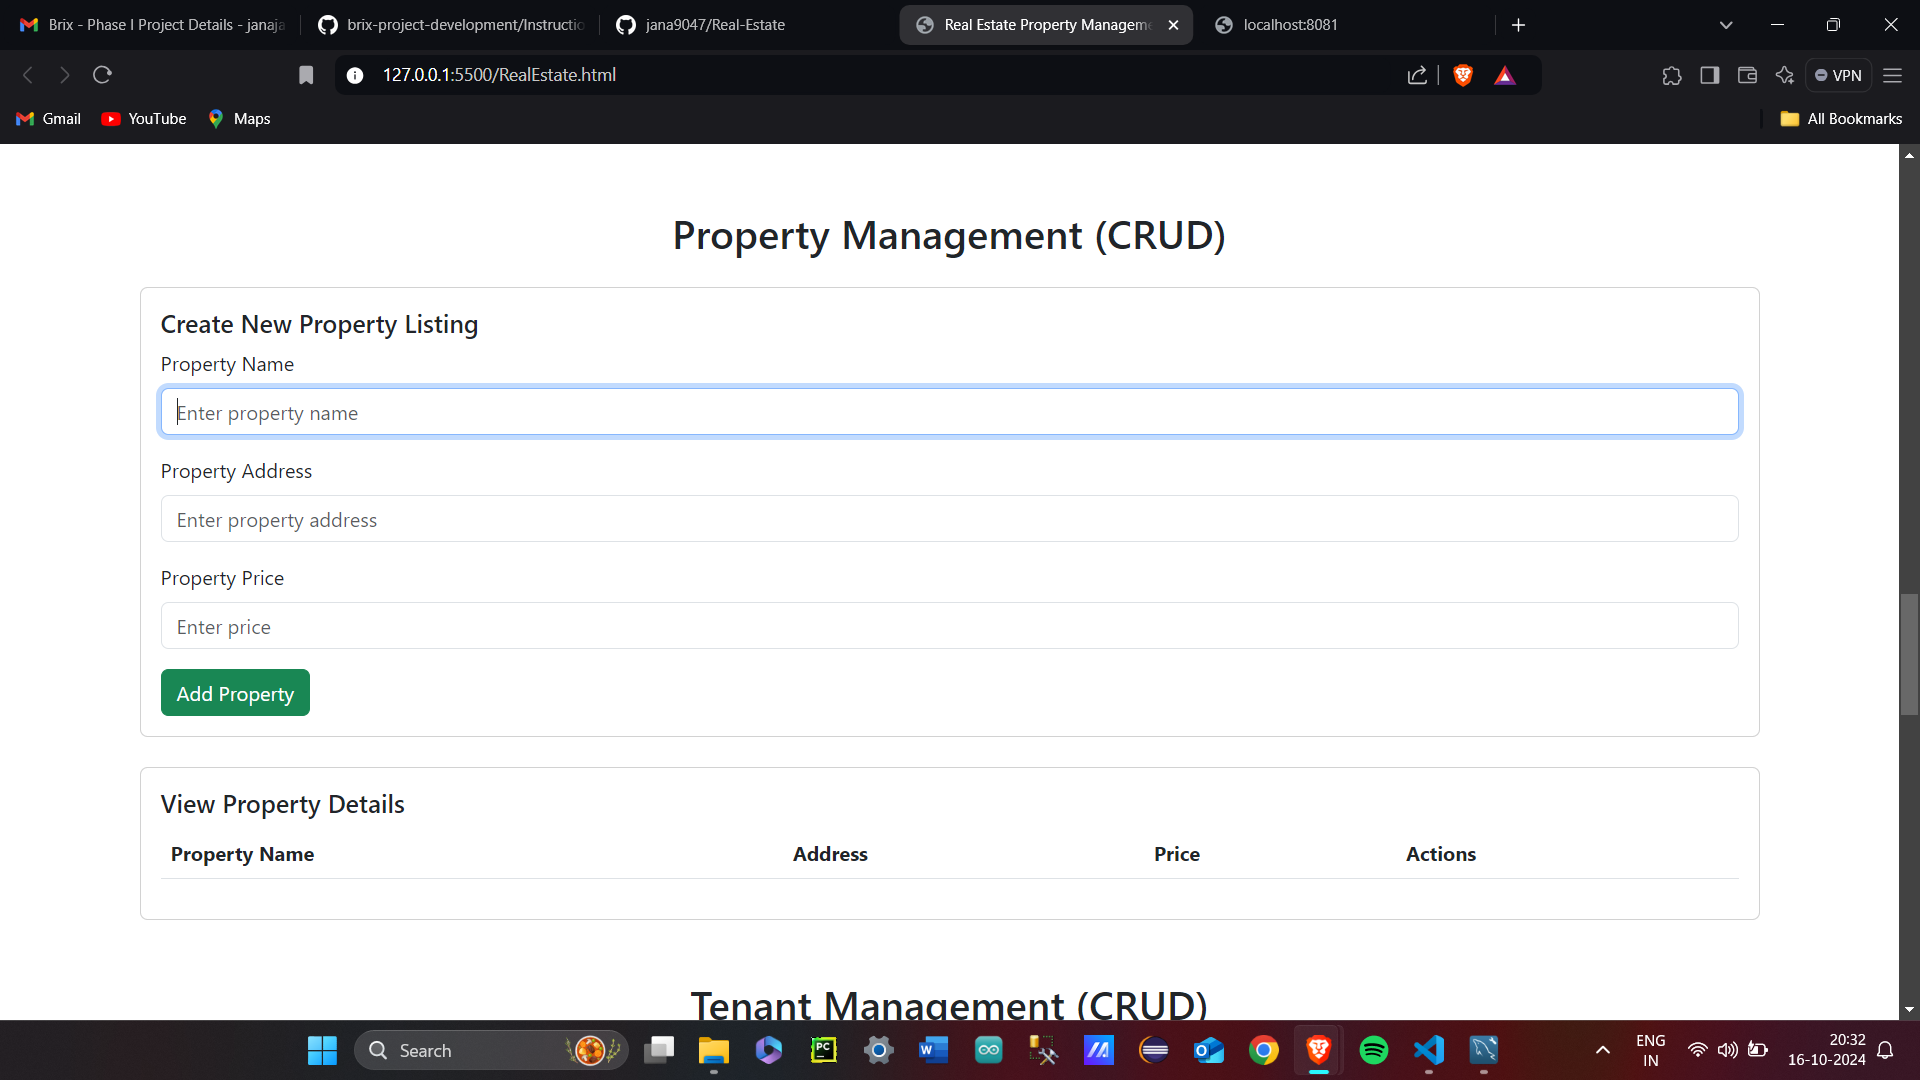 Brix - Phase I Project Details - janaja
brix-project-development/Instructio
jana9047/Real-Estate
Real Estate Property Managem
localhost:8081
127.0.0.1:5500/RealEstate.html
VPN
Gmail
YouTube
Maps
All Bookmarks
Property Management (CRUD)
Create New Property Listing
Property Name
Enter property name
Property Address
Enter property address
Property Price
Enter price
Add Property
View Property Details
Property Name Address Price Actions
Tenant Management (CRUD)
Search
PC
W
ENG
IN
20:32
16-10-2024